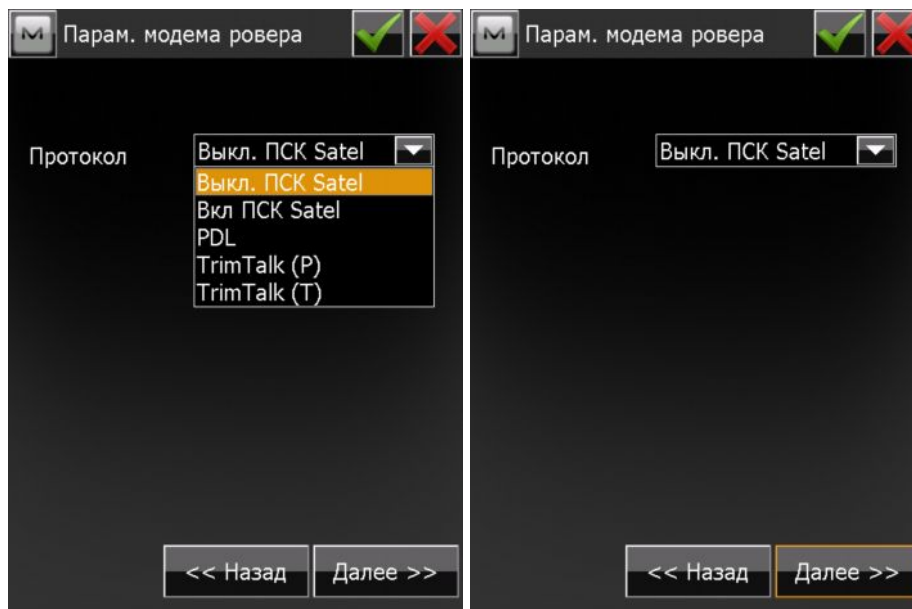 Парам. модема ровера
Протокол
Выкл. ПСК Satel
Выкл. ПСК Satel
Вкл ПСК Satel
PDL
TrimTalk (P)
TrimTalk (T)
<< Назад
Далее >>
Парам. модема ровера
Протокол
Выкл. ПСК Satel
<< Назад
Далее >>